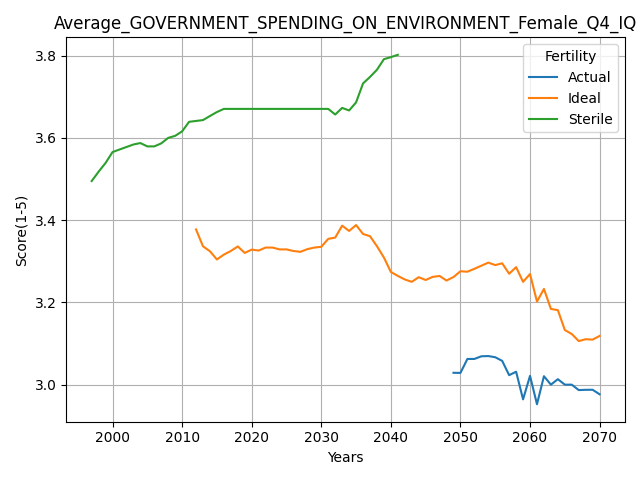 Average_GOVERNMENT_SPENDING_ON_ENVIRONMENT_Female_Q4_IQ
Fertility
Actual
Ideal
Sterile
Score(1-5)
3.8
3.6
3.4
3.2
3.0
2000 2010 2020 2030 2040 2050 2060 2070
Years